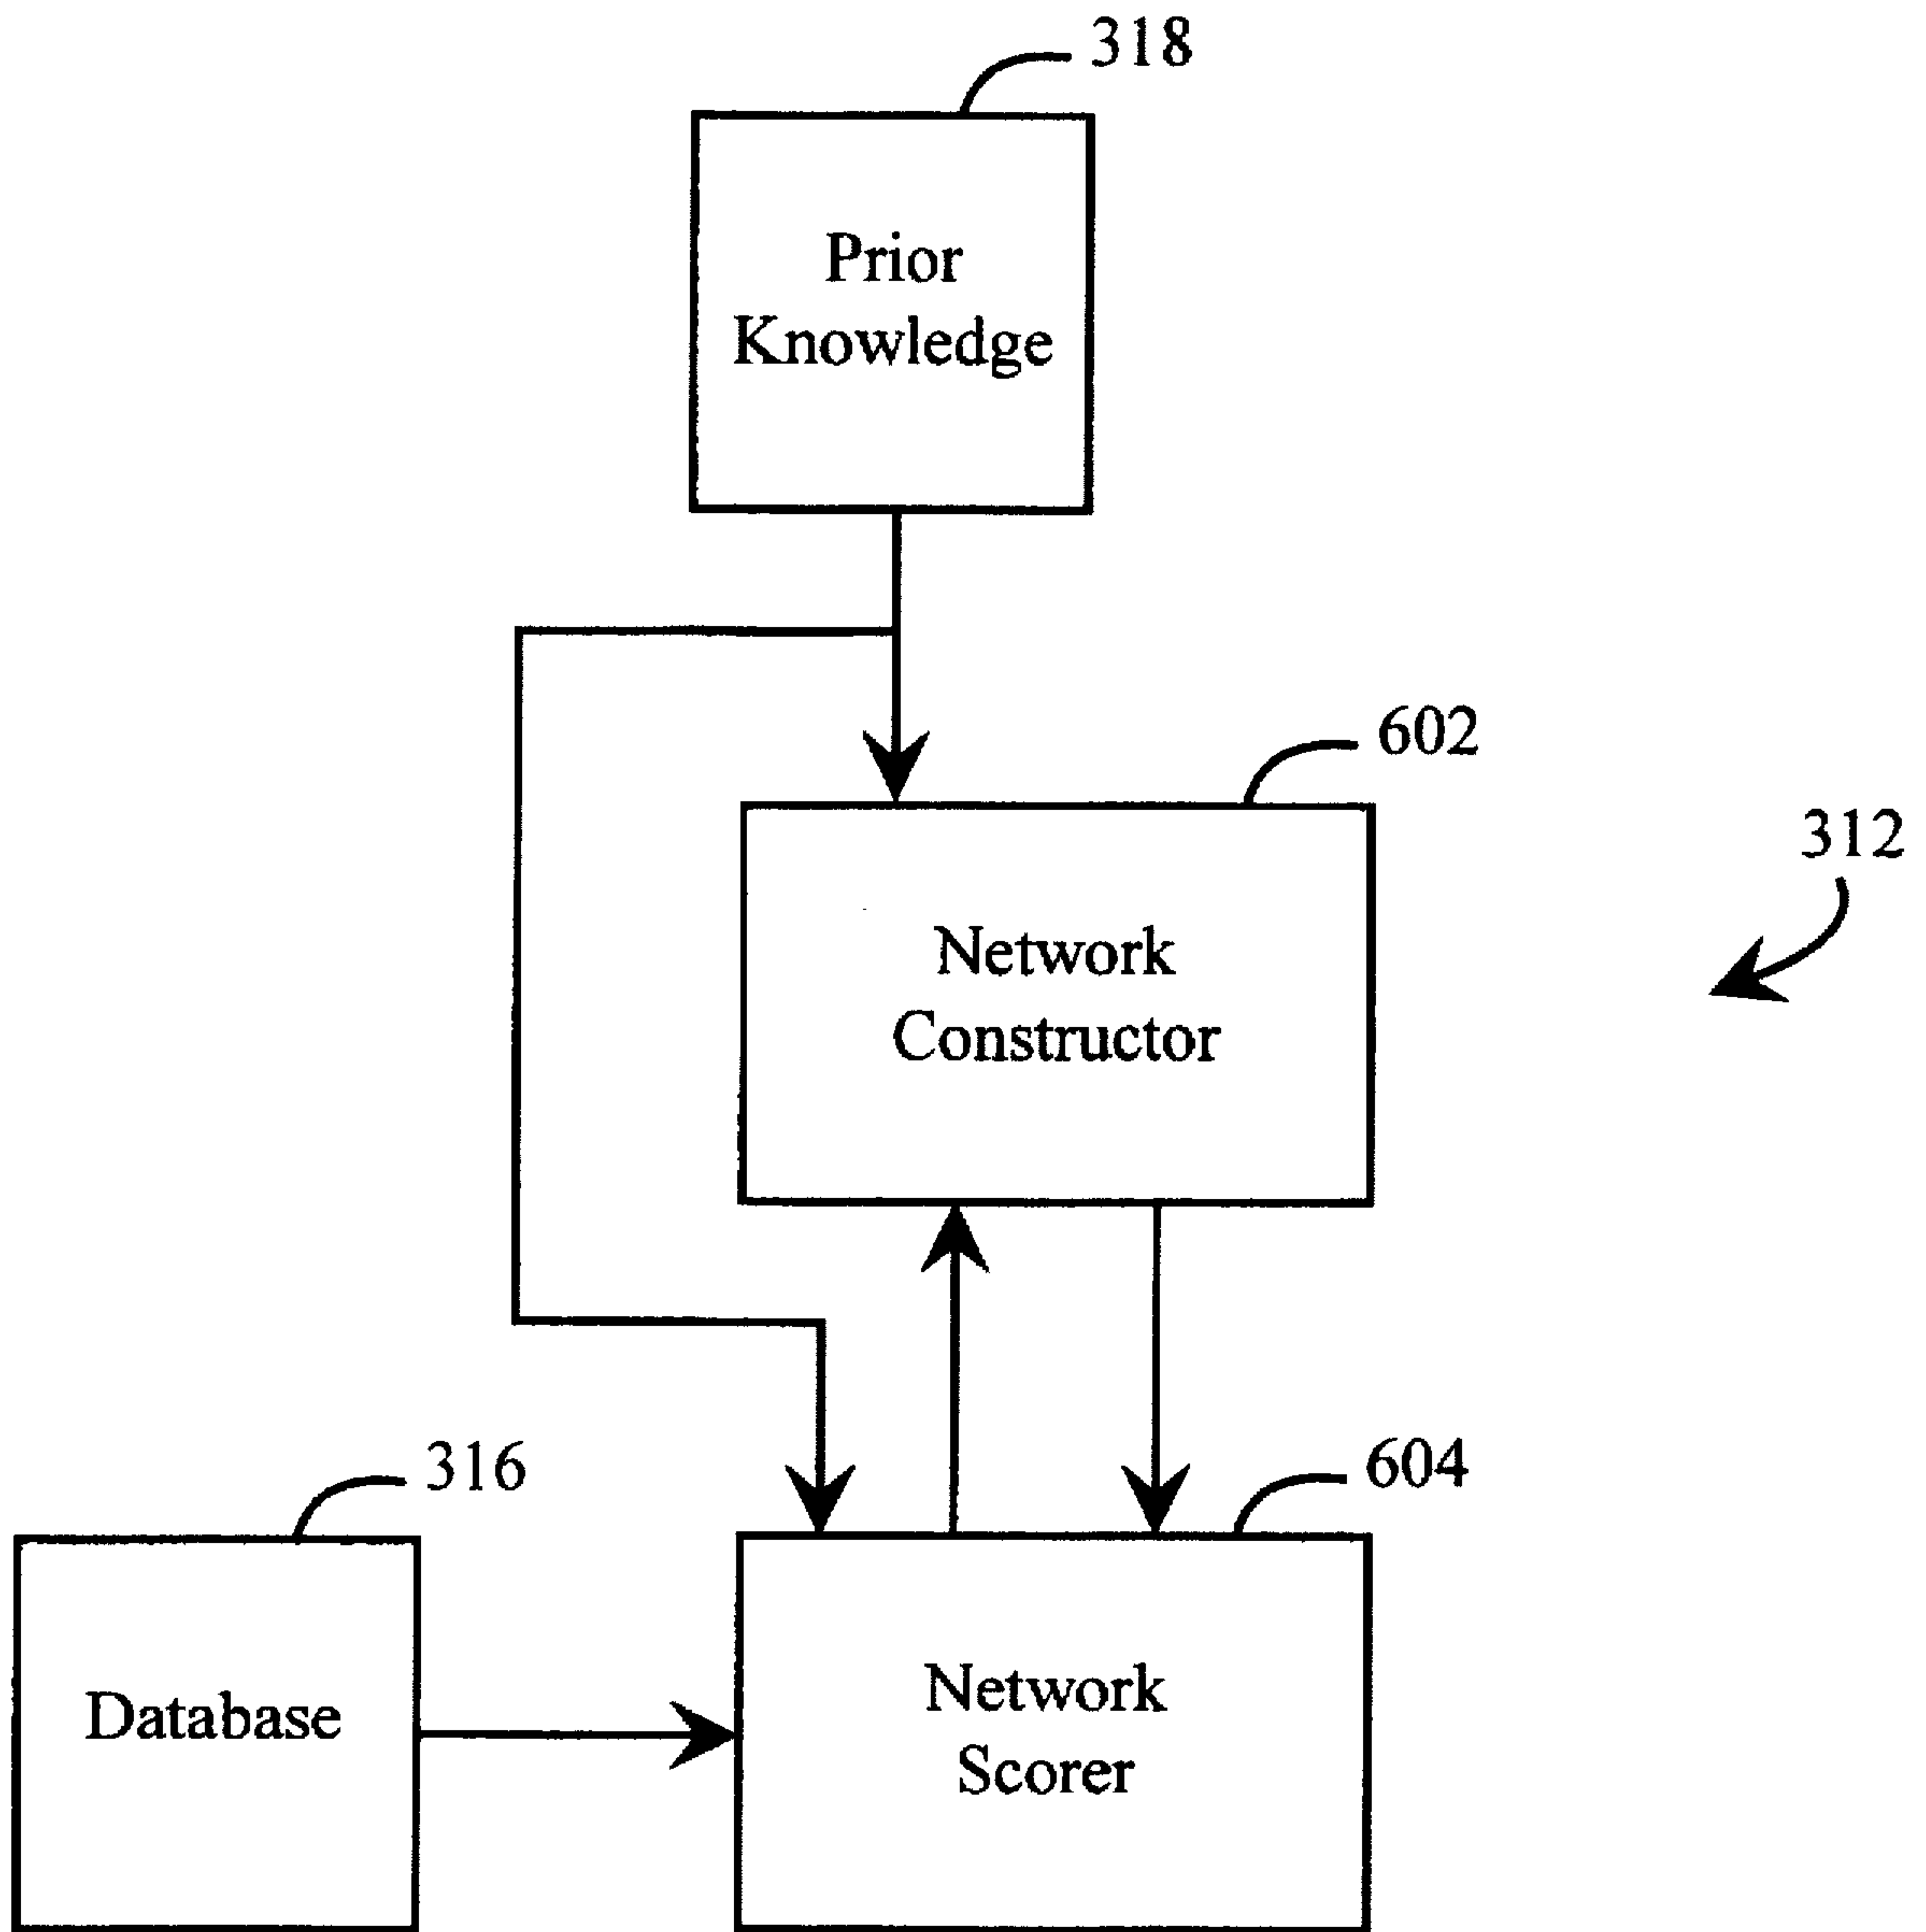 318
Prior
Knowledge
602
312
Network
Constructor
316
604
Database
Network
Scorer